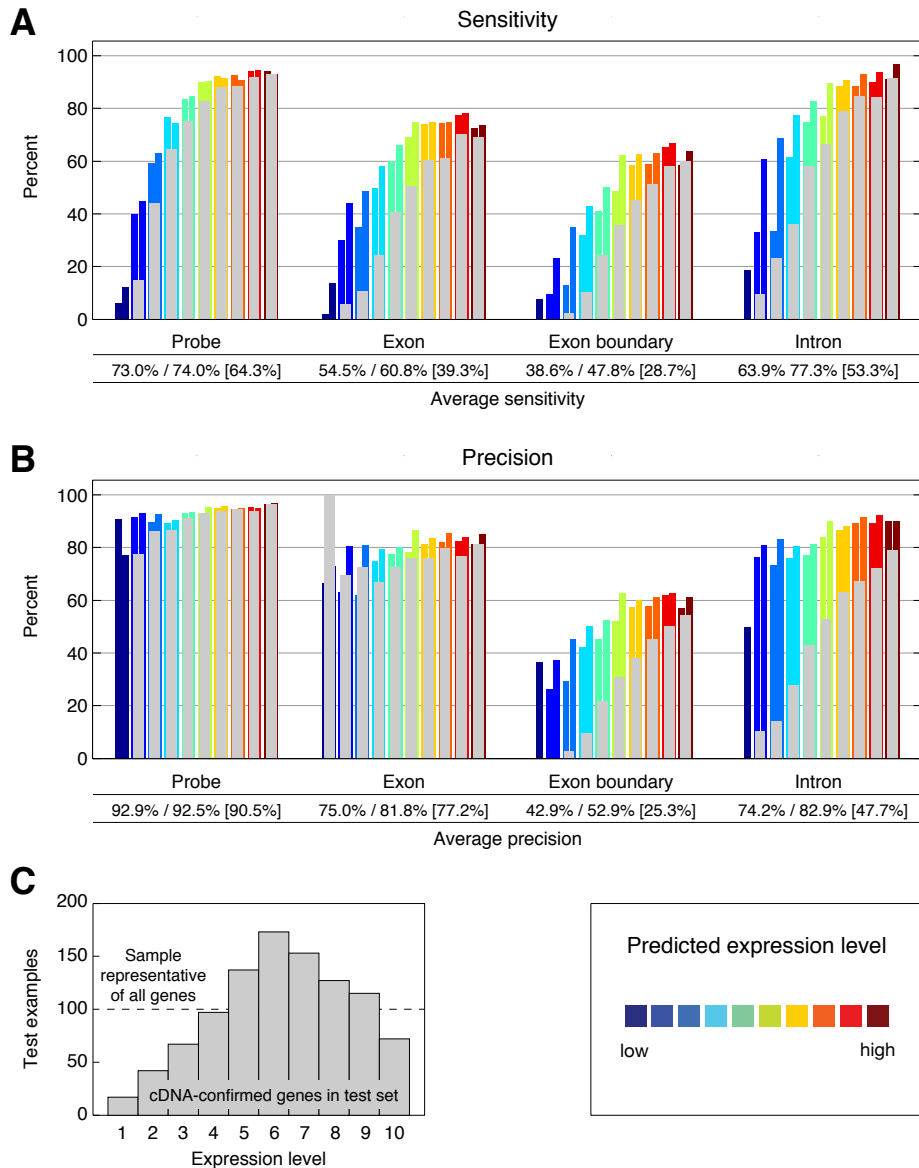 A
Sensitivity
100
80
60
40
20
0
Percent
Probe
Exon
Exon boundary
Intron
73.0% / 74.0% [64.3%]
54.5% / 60.8% [39.3%]
38.6% / 47.8% [28.7%]
63.9% 77.3% [53.3%]
Average sensitivity
B
Precision
100
80
60
40
20
0
Percent
Probe
Exon
Exon boundary
Intron
92.9% / 92.5% [90.5%]
75.0% / 81.8% [77.2%]
42.9% / 52.9% [25.3%]
74.2% / 82.9% [47.7%]
Average precision
C
200
150
100
50
0
Test examples
Sample
representative
of all genes
cDNA-confirmed genes in test set
1 2 3 4 5 6 7 8 9 10
Expression level
Predicted expression level
low
high